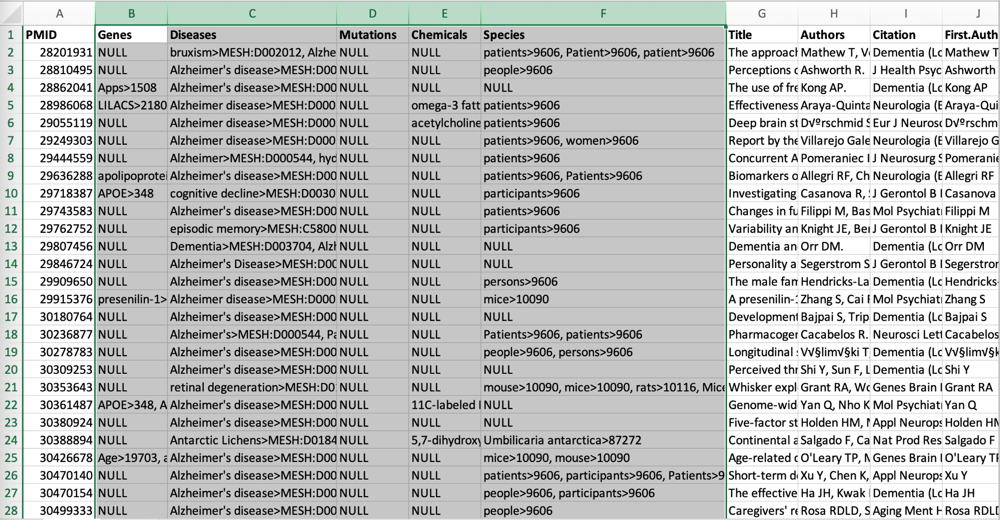 A B C D E F G H I J
1 PMID Genes Diseases Mutations Chemicals Species Title Authors Citation First.Auth
2 28201931 NULL bruxism>MESH:D002012, Alzhe NULL NULL patients>9606, Patient>9606, patient>9606 The approach Mathew T, V Dementia (Lo Mathew T
3 28810495 NULL Alzheimer's disease>MESH:D00 NULL NULL people>9606 Perceptions o Ashworth R. J Health Psyc Ashworth
4 28862041 Apps>1508 Alzheimer's disease>MESH:D00 NULL NULL NULL The use of fre Kong AP. Dementia (Lo Kong AP
5 28986068 LILACS>2180 Alzheimer disease>MESH:D000 NULL omega-3 fatt patients>9606 Effectiveness Araya-Quinta Neurologia (E Araya-Qui
6 29055119 NULL Alzheimer disease>MESH:D000 NULL acetylcholine patients>9606 Deep brain st D√ºrschmid S Eur J Neurosc D√ºrschm
7 29249303 NULL Alzheimer disease>MESH:D000 NULL NULL patients>9606, women>9606 Report by the Villarejo Gale Neurologia (E Villarejo G
8 29444559 NULL Alzheimer>MESH:D000544, hyd NULL NULL patients>9606 Concurrent A Pomeraniec I J Neurosurg S Pomeranie
9 29636288 apolipoprotei Alzheimer's disease>MESH:D00 NULL NULL patients>9606, Patients>9606 Biomarkers o Allegri RF, Ch Neurologia (E Allegri RF
10 29718387 APOE>348 cognitive decline>MESH:D0030 NULL NULL participants>9606 Investigating Casanova R, J Gerontol B Casanova
11 29743583 NULL Alzheimer's disease>MESH:D00 NULL NULL patients>9606 Changes in fu Filippi M, Bas Mol Psychiatr Filippi M
12 29762752 NULL episodic memory>MESH:C5800 NULL NULL participants>9606 Variability an Knight JE, Ber J Gerontol B Knight JE
13 29807456 NULL Dementia>MESH:D003704, Alzh NULL NULL NULL Dementia an Orr DM. Dementia (Lo Orr DM
14 29846724 NULL Alzheimer's Disease>MESH:D00 NULL NULL NULL Personality a Segerstrom S J Gerontol B Segerstror
15 29909650 NULL Alzheimer's disease>MESH:D00 NULL NULL persons>9606 The male fam Hendricks-La Dementia (Lo Hendricks-
16 29915376 presenilin-1> Alzheimer disease>MESH:D000 NULL NULL mice>10090 A presenilin-1 Zhang S, Cai F Mol Psychiatr Zhang S
17 30180764 NULL Alzheimer's disease>MESH:D00 NULL NULL NULL Development Bajpai S, Trip Dementia (Lo Bajpai S
18 30236877 NULL Alzheimer's>MESH:D000544, Pa NULL NULL Patients>9606, patients>9606 Pharmacoger Cacabelos R. Neurosci Lett Cacabelos
19 30278783 NULL Alzheimer's disease>MESH:D00 NULL NULL people>9606, persons>9606 Longitudinal V√§lim√§ki T Dementia (Lo V√§lim√§k
20 30309253 NULL Alzheimer's disease>MESH:D00 NULL NULL NULL Perceived thr Shi Y, Sun F, L Dementia (Lo Shi Y
21 30353643 NULL retinal degeneration>MESH:D01 NULL NULL mouse>10090, mice>10090, rats>10116, Mice Whisker expl Grant RA, Wo Genes Brain Grant RA
22 30361487 APOE>348, A Alzheimer's disease>MESH:D00 NULL 11C-labeled NULL Genome-wid Yan Q, Nho K Mol Psychiatr Yan Q
23 30380924 NULL Alzheimer's disease>MESH:D00 NULL NULL NULL Five-factor st Holden HM, M Appl Neurops Holden HM
24 30388894 NULL Antarctic Lichens>MESH:D0184 NULL 5,7-dihydroxy Umbilicaria antarctica>87272 Continental a Salgado F, Ca Nat Prod Res Salgado F
25 30426678 Age>19703, a Alzheimer's disease>MESH:D00 NULL NULL mice>10090, mouse>10090 Age-related d O'Leary TP, M Genes Brain O'Leary TP
26 30470140 NULL Alzheimer's disease>MESH:D00 NULL NULL patients>9606, participants>9606, Patients>9 Short-term de Xu Y, Chen K, Appl Neurops Xu Y
27 30470154 NULL Alzheimer's disease>MESH:D00 NULL NULL people>9606, participants>9606 The effective Ha JH, Kwak Dementia (Lo Ha JH
28 30499333 NULL Alzheimer's disease>MESH:D00 NULL NULL people>9606 Caregivers' re Rosa RDLD, S Aging Ment H Rosa RDLD